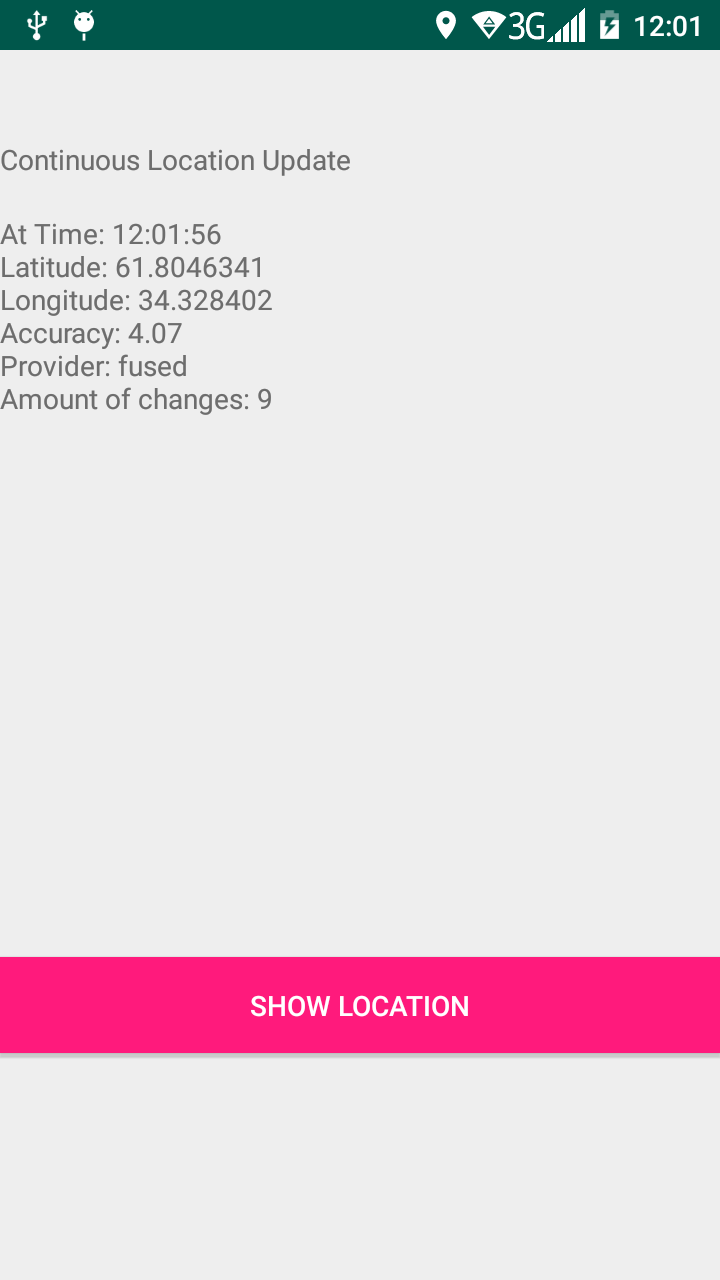 3G 12:01
Continuous Location Update
At Time: 12:01:56
Latitude: 61.8046341
Longitude: 34.328402
Accuracy: 4.07
Provider: fused
Amount of changes: 9
SHOW LOCATION